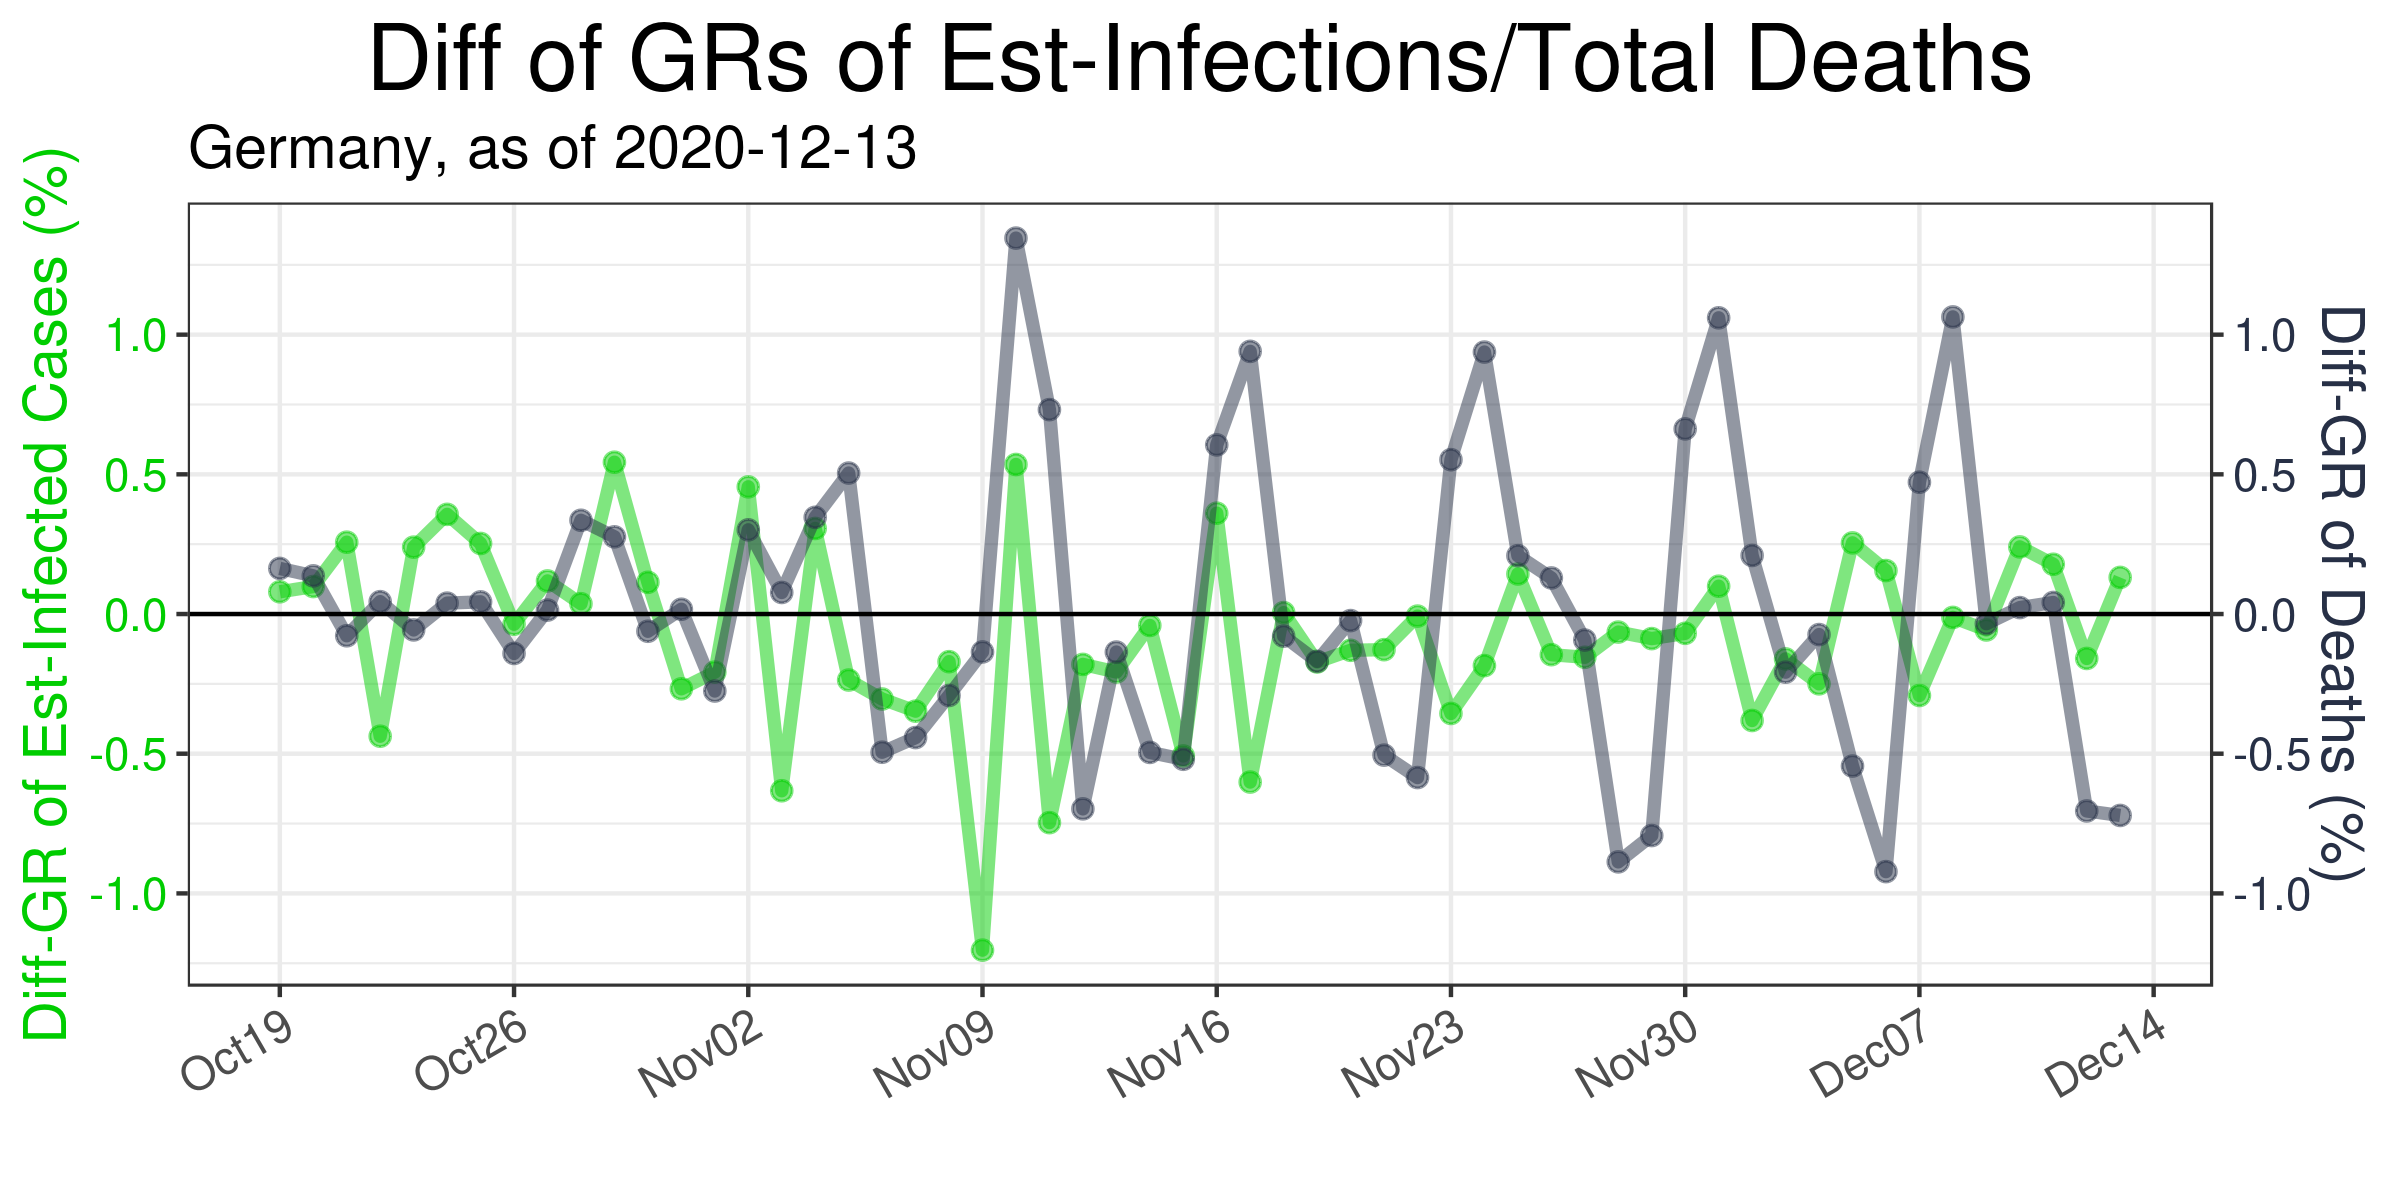 Diff of GRs of Est-Infections/Total Deaths
Germany, as of 2020-12-13
Diff-GR of Est-Infected Cases (%)
1.0
0.5
0.0
-0.5
-1.0
1.0
0.5
0.0
-0.5
-1.0
Diff-GR of Deaths (%)
Oct19 Oct26 Nov02 Nov09 Nov16 Nov23 Nov30 Dec07 Dec14